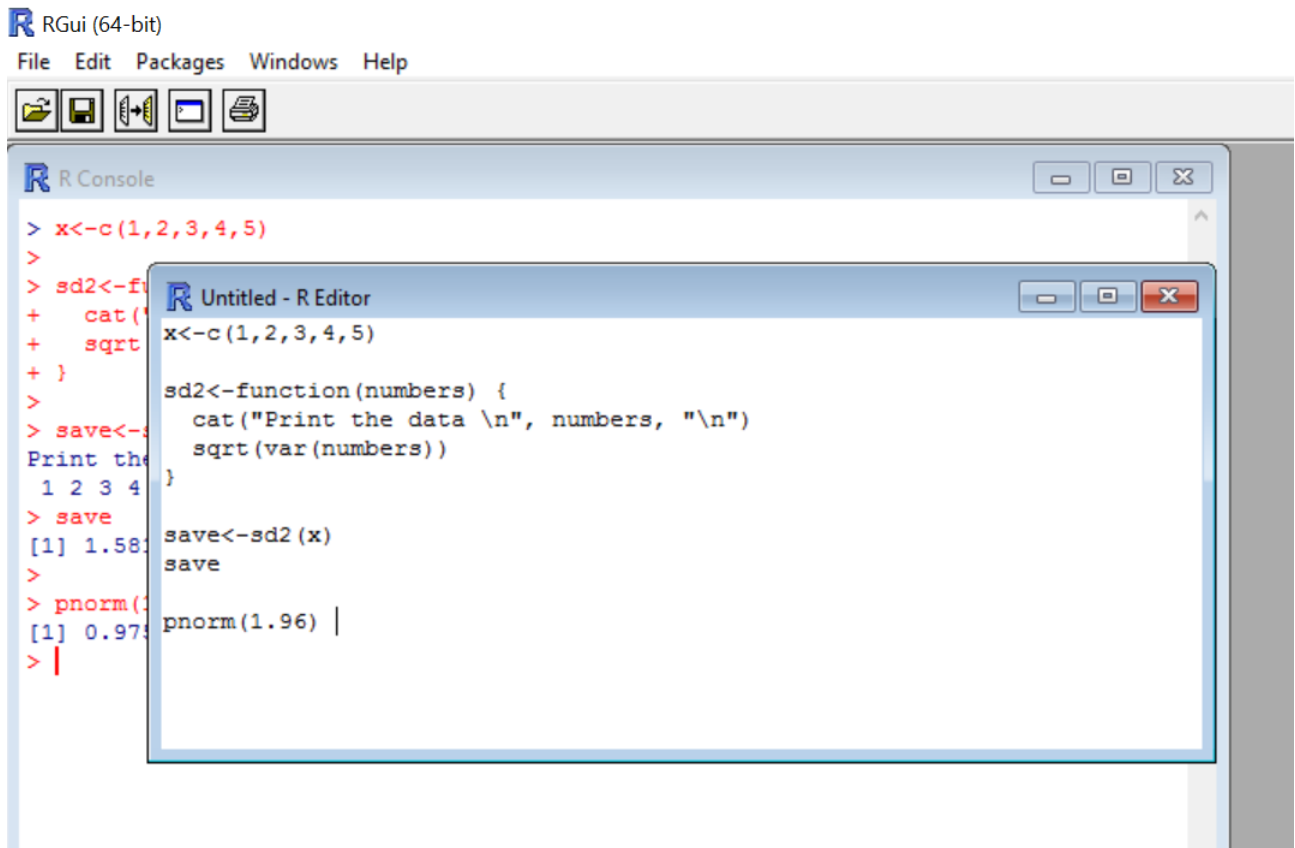 RGui (64-bit)
File Edit Packages Windows Help
R Console
> x<-c(1,2,3,4,5)
>
> sd2<-fu
+ cat("
+ sqrt
+ }
>
> save<-s
Print the
1 2 3 4
> save
[1] 1.581
>
> pnorm(1
[1] 0.975
>
Untitled - R Editor
x<-c(1,2,3,4,5)
sd2<-function(numbers) {
  cat("Print the data \n", numbers, "\n")
  sqrt(var(numbers))
}
save<-sd2(x)
save
pnorm(1.96)